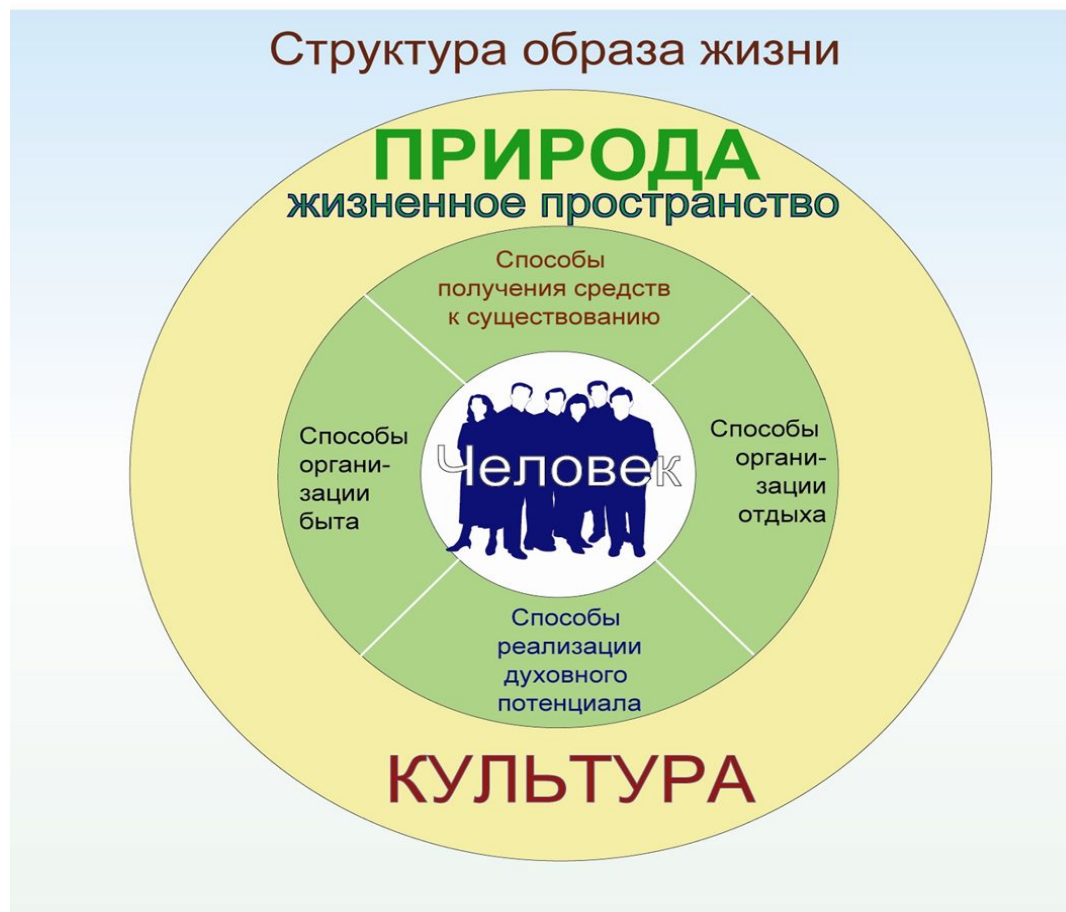 Структура образа жизни
ПРИРОДА
жизненное пространство
Способы
получения средств
к существованию
Способы
органи-
зации
быта
Человек
Способы
органи-
зации
отдыха
Способы
реализации
духовного
потенциала
КУЛЬТУРА